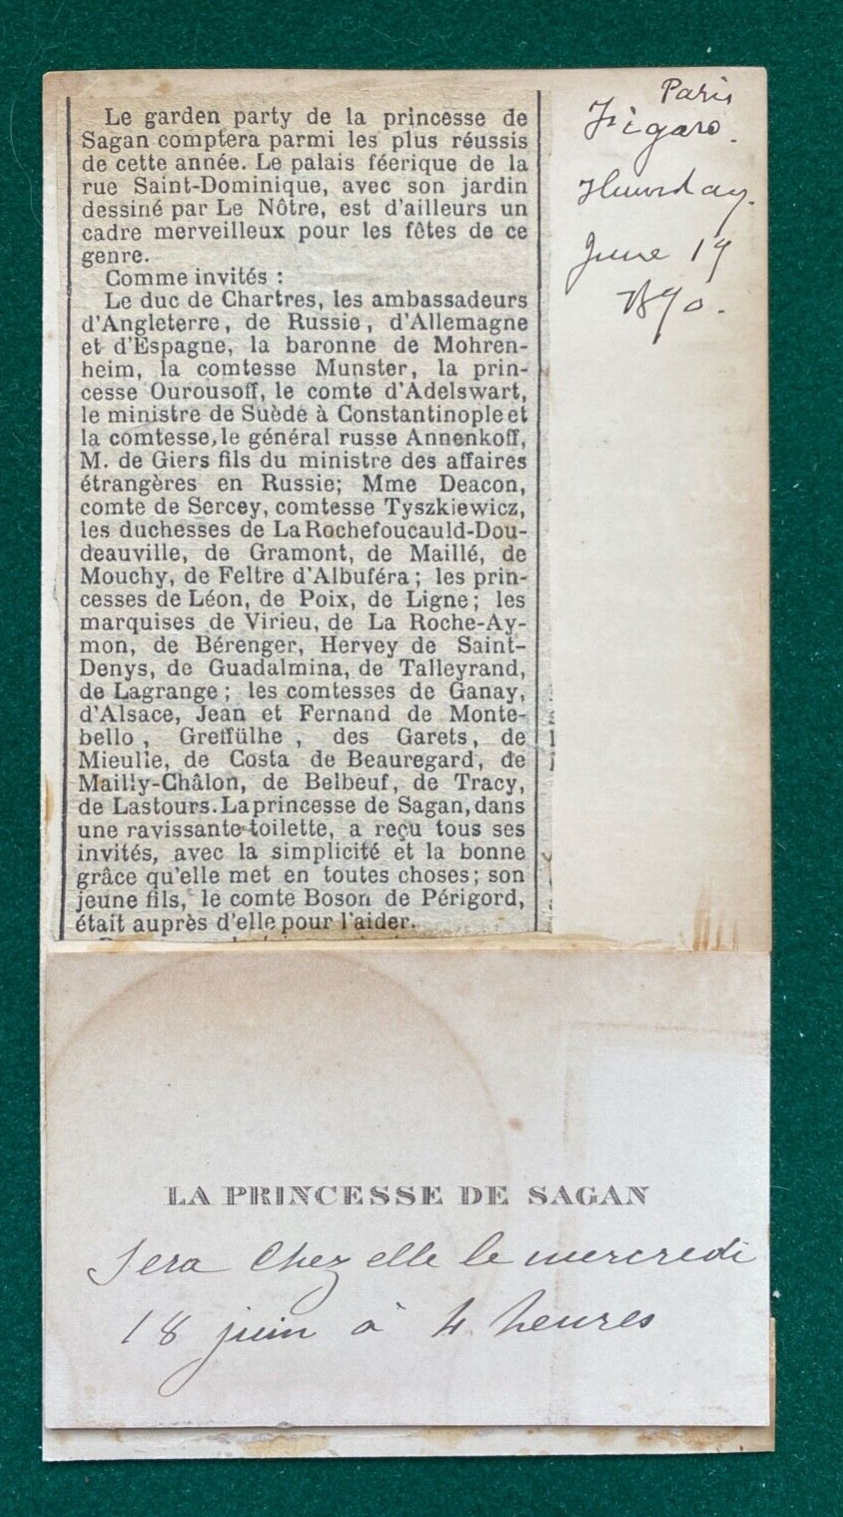 Le garden party de la princesse de
Sagan comptera parmi les plus réussis
de cette année. Le palais féerique de la
rue Saint-Dominique, avec son jardin
dessiné par Le Nôtre, est d'ailleurs un
cadre merveilleux pour les fêtes de ce
genre.
Comme invités :
Le duc de Chartres, les ambassadeurs
d'Angleterre, de Russie, d'Allemagne
et d'Espagne, la baronne de Mohren-
heim, la comtesse Munster, la prin-
cesse Ourousoff, le comte d'Adelswart,
le ministre de Suède à Constantinople et
la comtesse, le général russe Annenkoff,
M. de Giers fils du ministre des affaires
étrangères en Russie; Mme Deacon,
comte de Sercey, comtesse Tyszkiewicz,
les duchesses de La Rochefoucauld-Dou-
deauville, de Gramont, de Maillé, de
Mouchy, de Feltre d'Albuféra ; les prin-
cesses de Léon, de Poix, de Ligne ; les
marquises de Virieu, de La Roche-Ay-
mon, de Bérenger, Hervey de Saint-
Denys, de Guadalmina, de Talleyrand,
de Lagrange ; les comtesses de Ganay,
d'Alsace, Jean et Fernand de Monte-
bello, Greffülhe, des Garets, de
Mieulle, de Costa de Beauregard, de
Mailly-Châlon, de Belbeuf, de Tracy,
de Lastours. La princesse de Sagan, dans
une ravissante toilette, a reçu tous ses
invités, avec la simplicité et la bonne
grâce qu'elle met en toutes choses ; son
jeune fils, le comte Boson de Périgord,
était auprès d'elle pour l'aider.
Paris
Figaro.
Thursday.
June 19
1890.
LA PRINCESSE DE SAGAN
Sera Chez elle le mercredi
18 juin à 4 heures